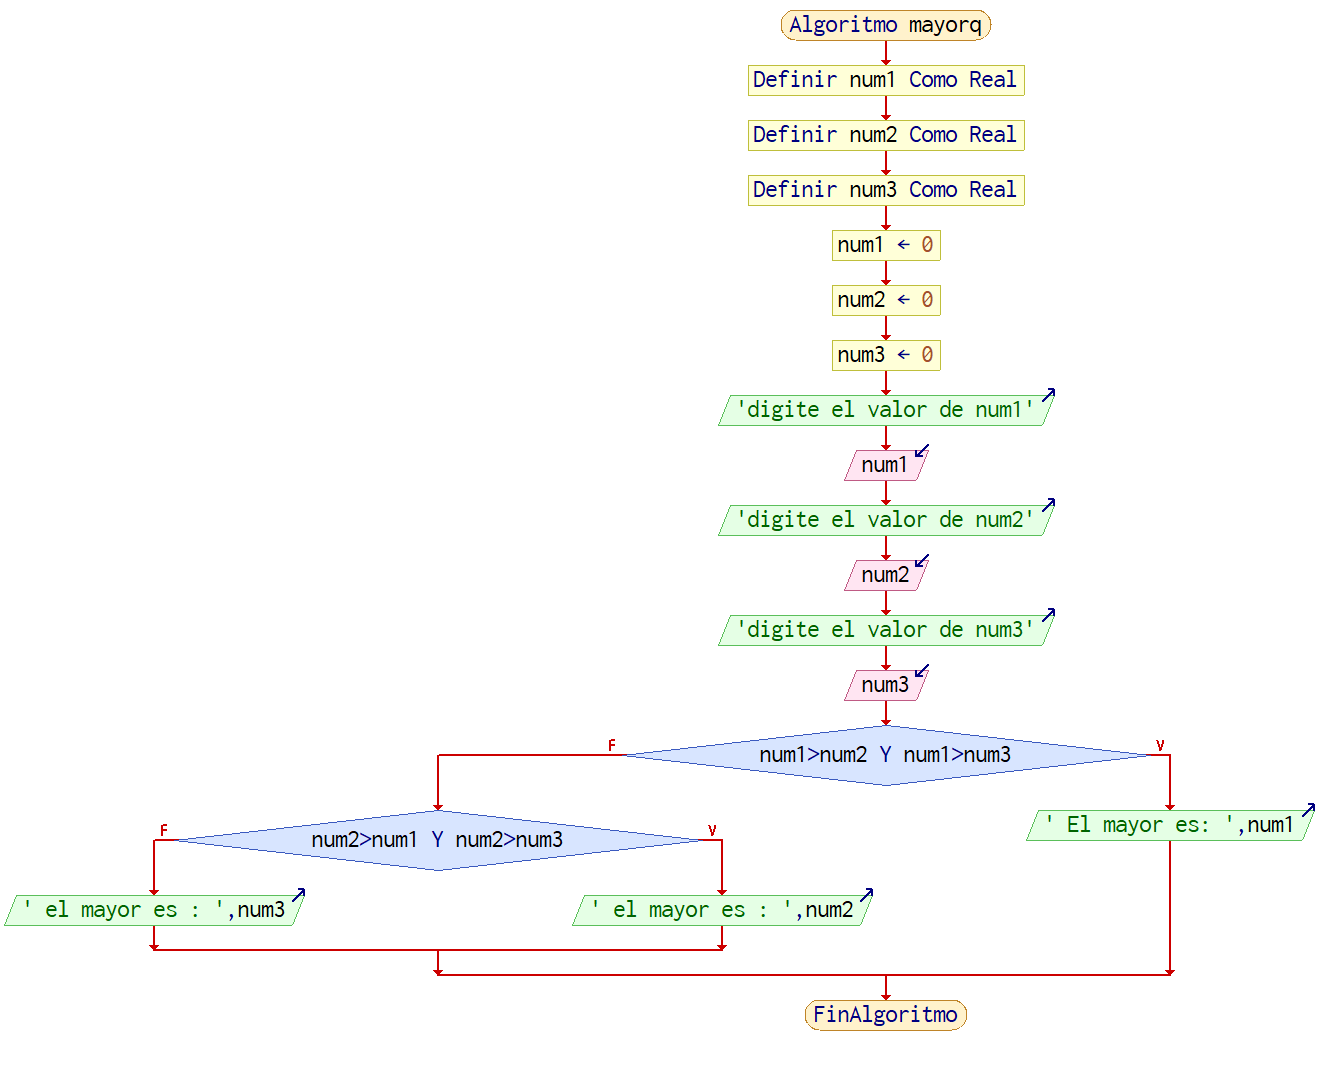 Algoritmo mayorq
Definir num1 Como Real
Definir num2 Como Real
Definir num3 Como Real
num1 ← 0
num2 ← 0
num3 ← 0
'digite el valor de num1'
num1
'digite el valor de num2'
num2
'digite el valor de num3'
num3
F
num1>num2 Y num1>num3
V
' El mayor es: ',num1
F
num2>num1 Y num2>num3
V
' el mayor es : ',num3
' el mayor es : ',num2
FinAlgoritmo